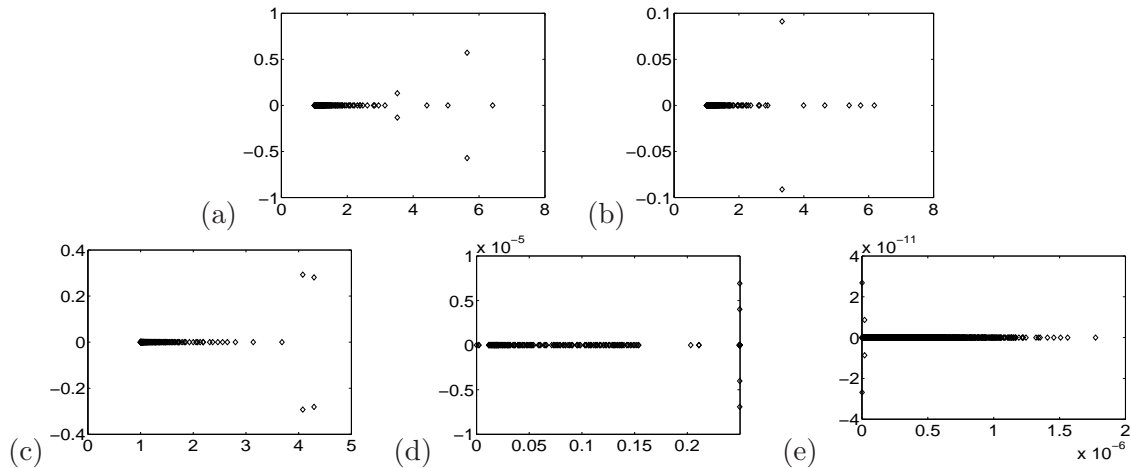 1
0.5
0
−0.5
−1
0 2 4 6 8
(a)
0.1
0.05
0
−0.05
−0.1
0 2 4 6 8
(b)
0.4
0.2
0
−0.2
−0.4
0 1 2 3 4 5
(c)
x 10⁻⁵
1
0.5
0
−0.5
−1
0 0.05 0.1 0.15 0.2
(d)
x 10⁻¹¹
4
2
0
−2
−4
0 0.5 1 1.5 2
x 10⁻⁶
(e)